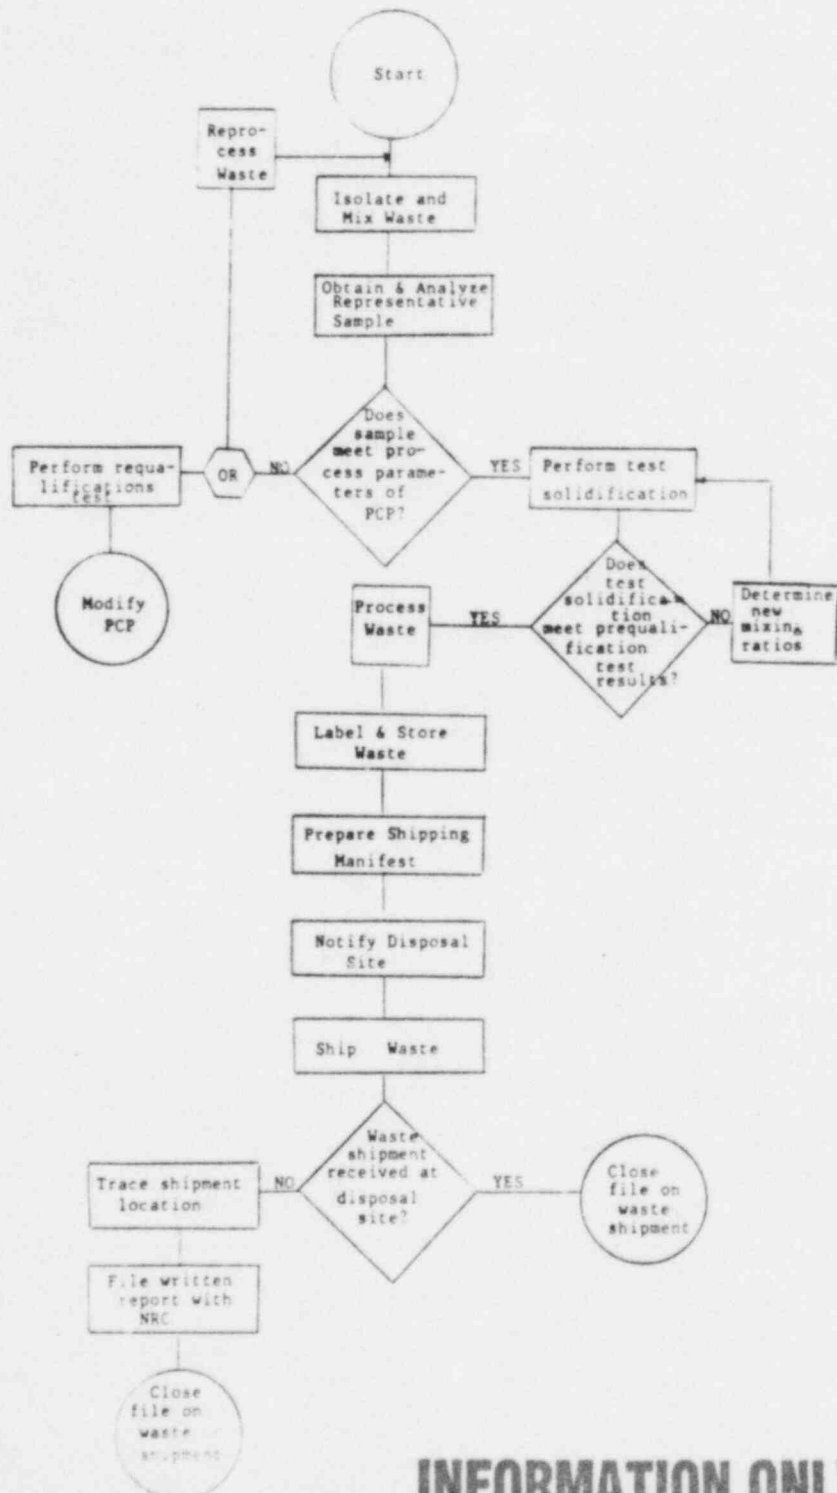 Start
Repro-
cess
Waste
Isolate and
Mix Waste
Obtain & Analyze
Representative
Sample
Does
sample
meet pro-
cess parame-
ters of
PCP?
NO
OR
Perform requa-
lifications
test
Modify
PCP
YES
Perform test
solidification
Does
test
solidifica-
tion
meet prequali-
fication
test
results?
NO
Determine
new
mixing
ratios
YES
Process
Waste
Label & Store
Waste
Prepare Shipping
Manifest
Notify Disposal
Site
Ship Waste
Waste
shipment
received at
disposal
site?
NO
Trace shipment
location
File written
report with
NRC
Close
file on
waste
shipment
YES
Close
file on
waste
shipment
INFORMATION ONL